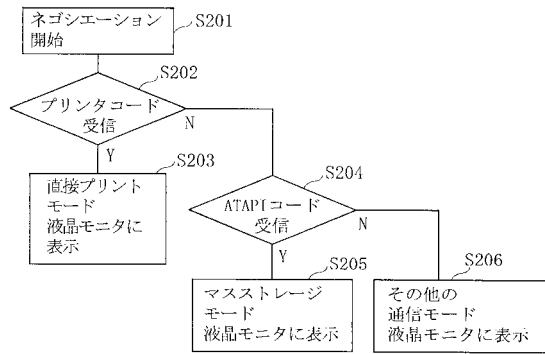 ネゴシエーション
開始
S201
S202
プリンタコード
受信
N
Y
S203
直接プリント
モード
液晶モニタに
表示
S204
ATAPIコード
受信
N
Y
S205
マスストレージ
モード
液晶モニタに表示
S206
その他の
通信モード
液晶モニタに表示